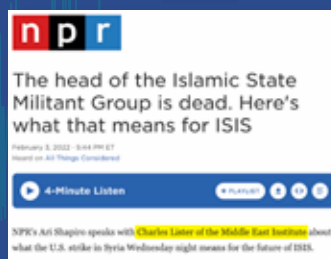 npr
The head of the Islamic State
Militant Group is dead. Here's
what that means for ISIS
February 3, 2022 · 5:44 PM ET
Heard on All Things Considered
4-Minute Listen
+ PLAYLIST
NPR's Ari Shapiro speaks with Charles Lister of the Middle East Institute about
what the U.S. strike in Syria Wednesday night means for the future of ISIS.